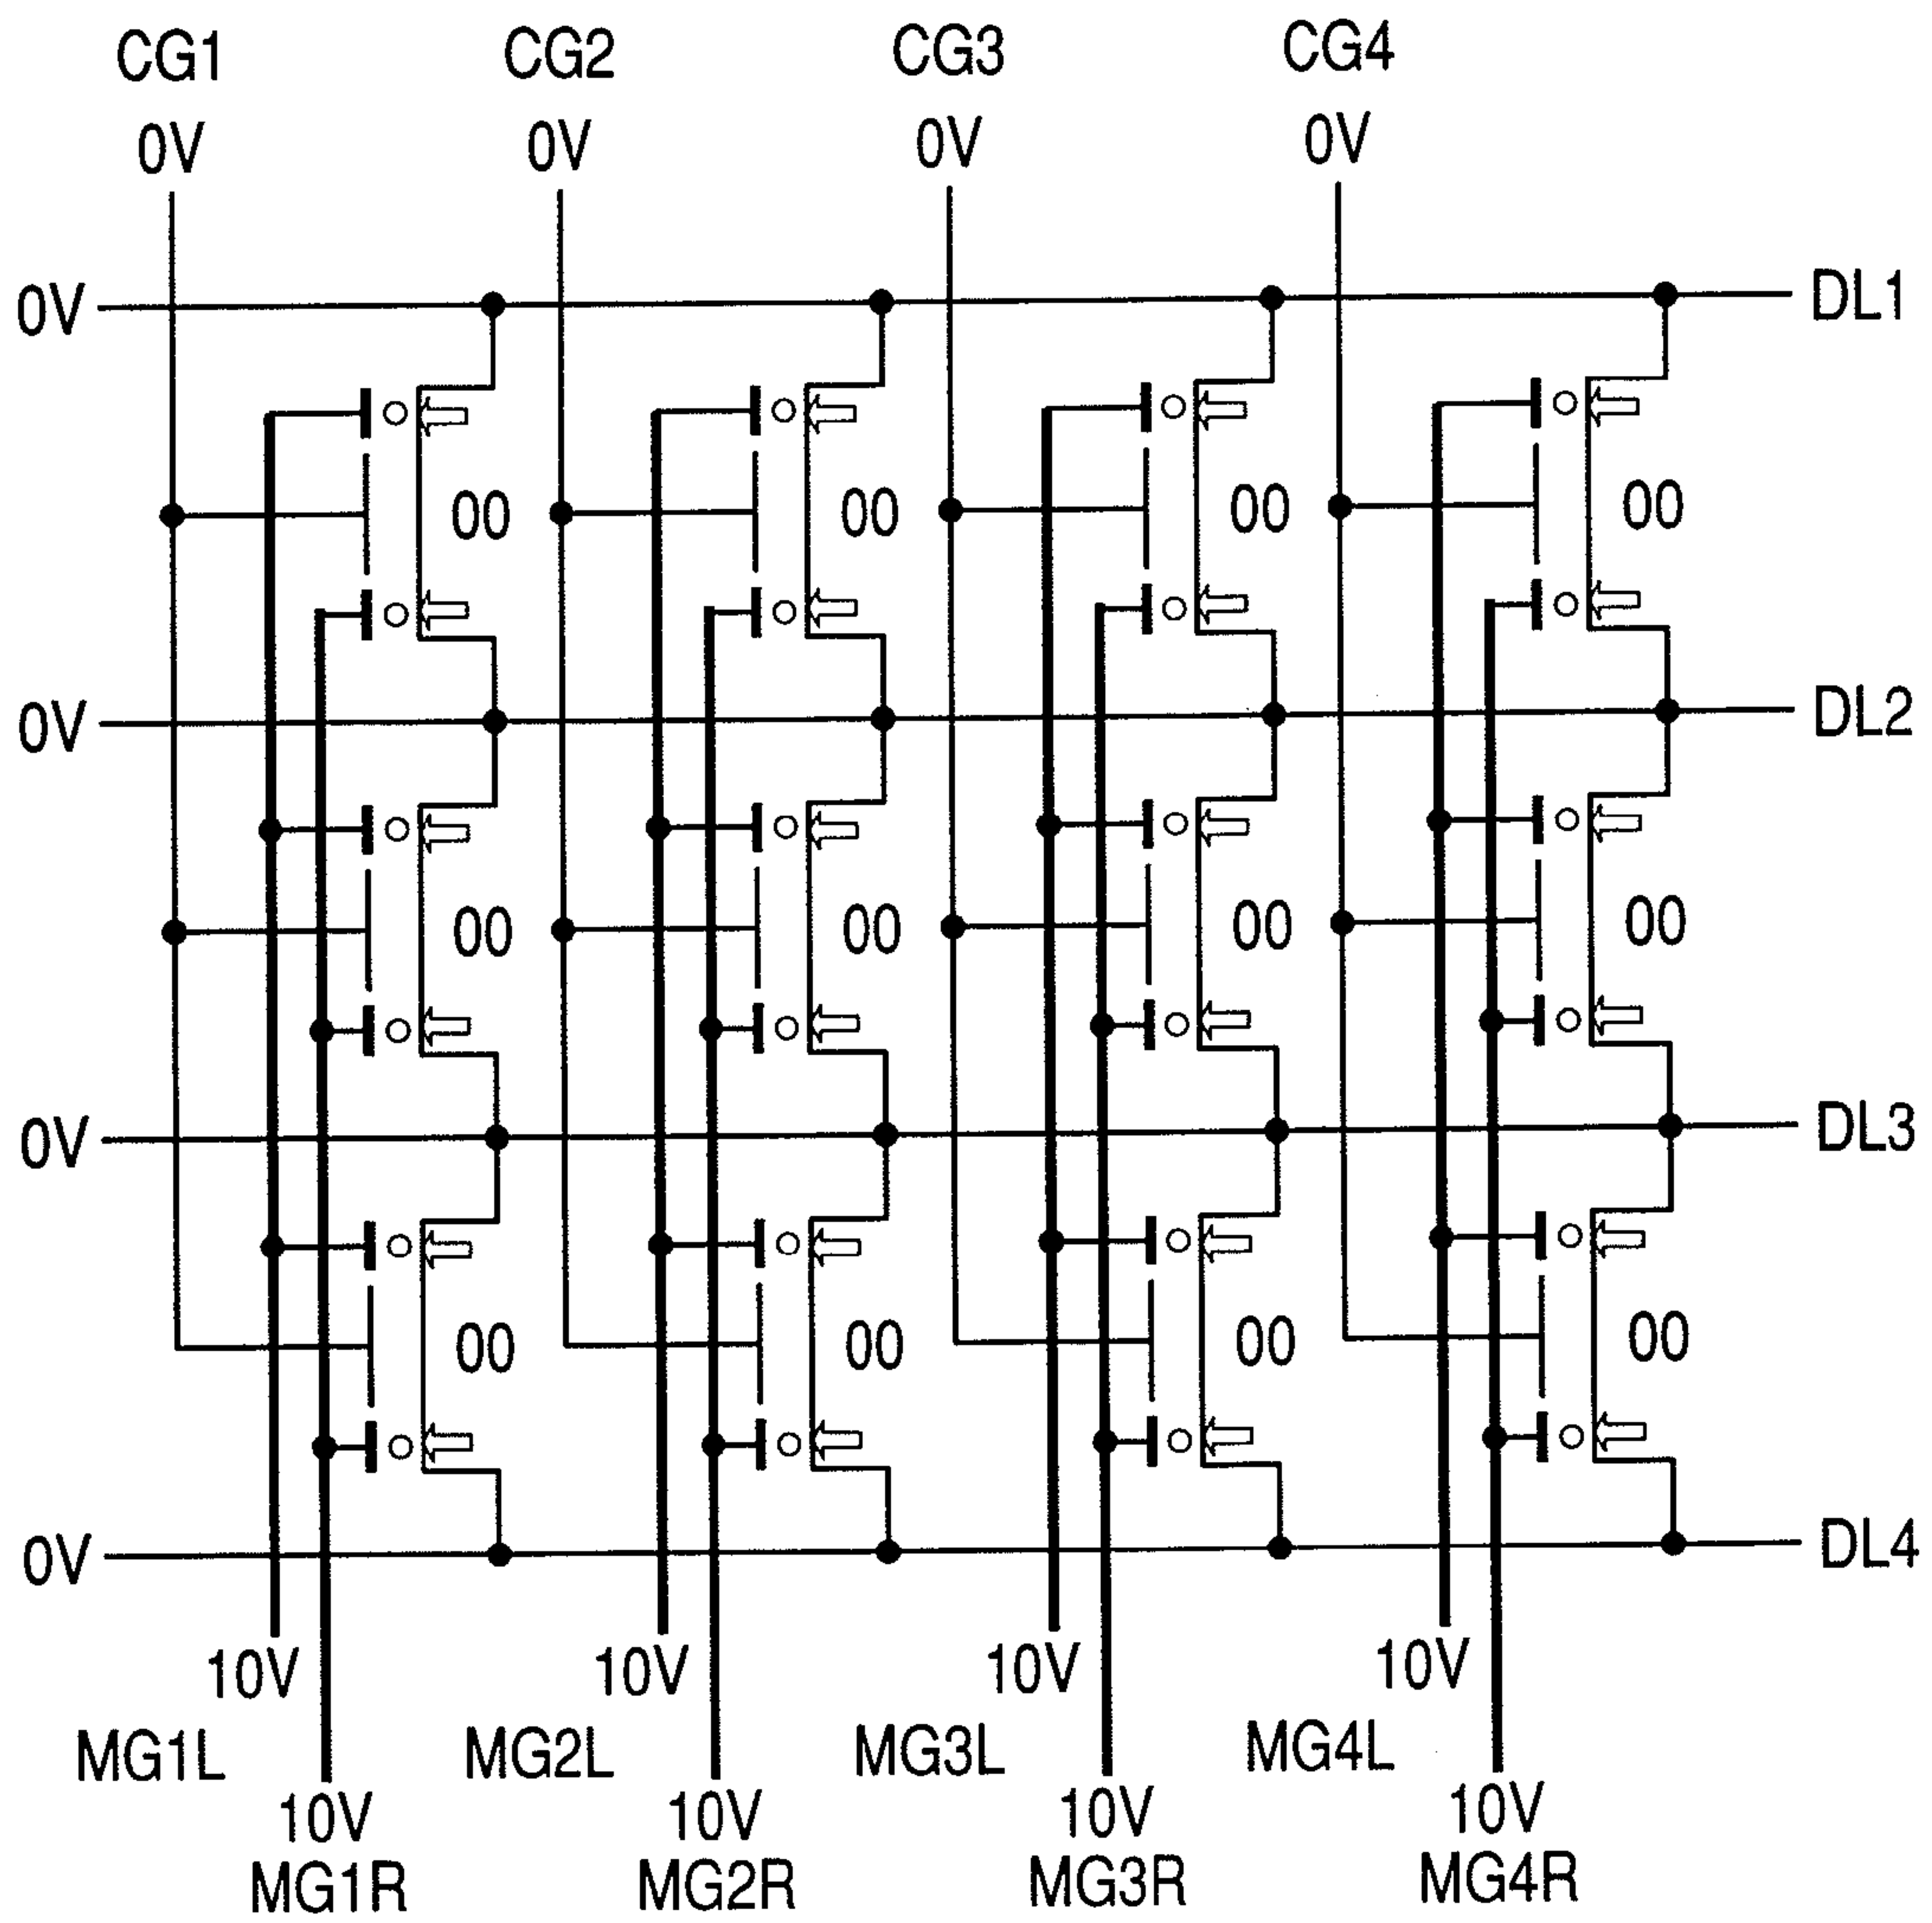 CG1 CG2 CG3 CG4
0V 0V 0V 0V
0V DL1
00 00 00 00
0V DL2
00 00 00 00
0V DL3
00 00 00 00
0V DL4
10V 10V 10V 10V
MG1L MG2L MG3L MG4L
10V 10V 10V 10V
MG1R MG2R MG3R MG4R